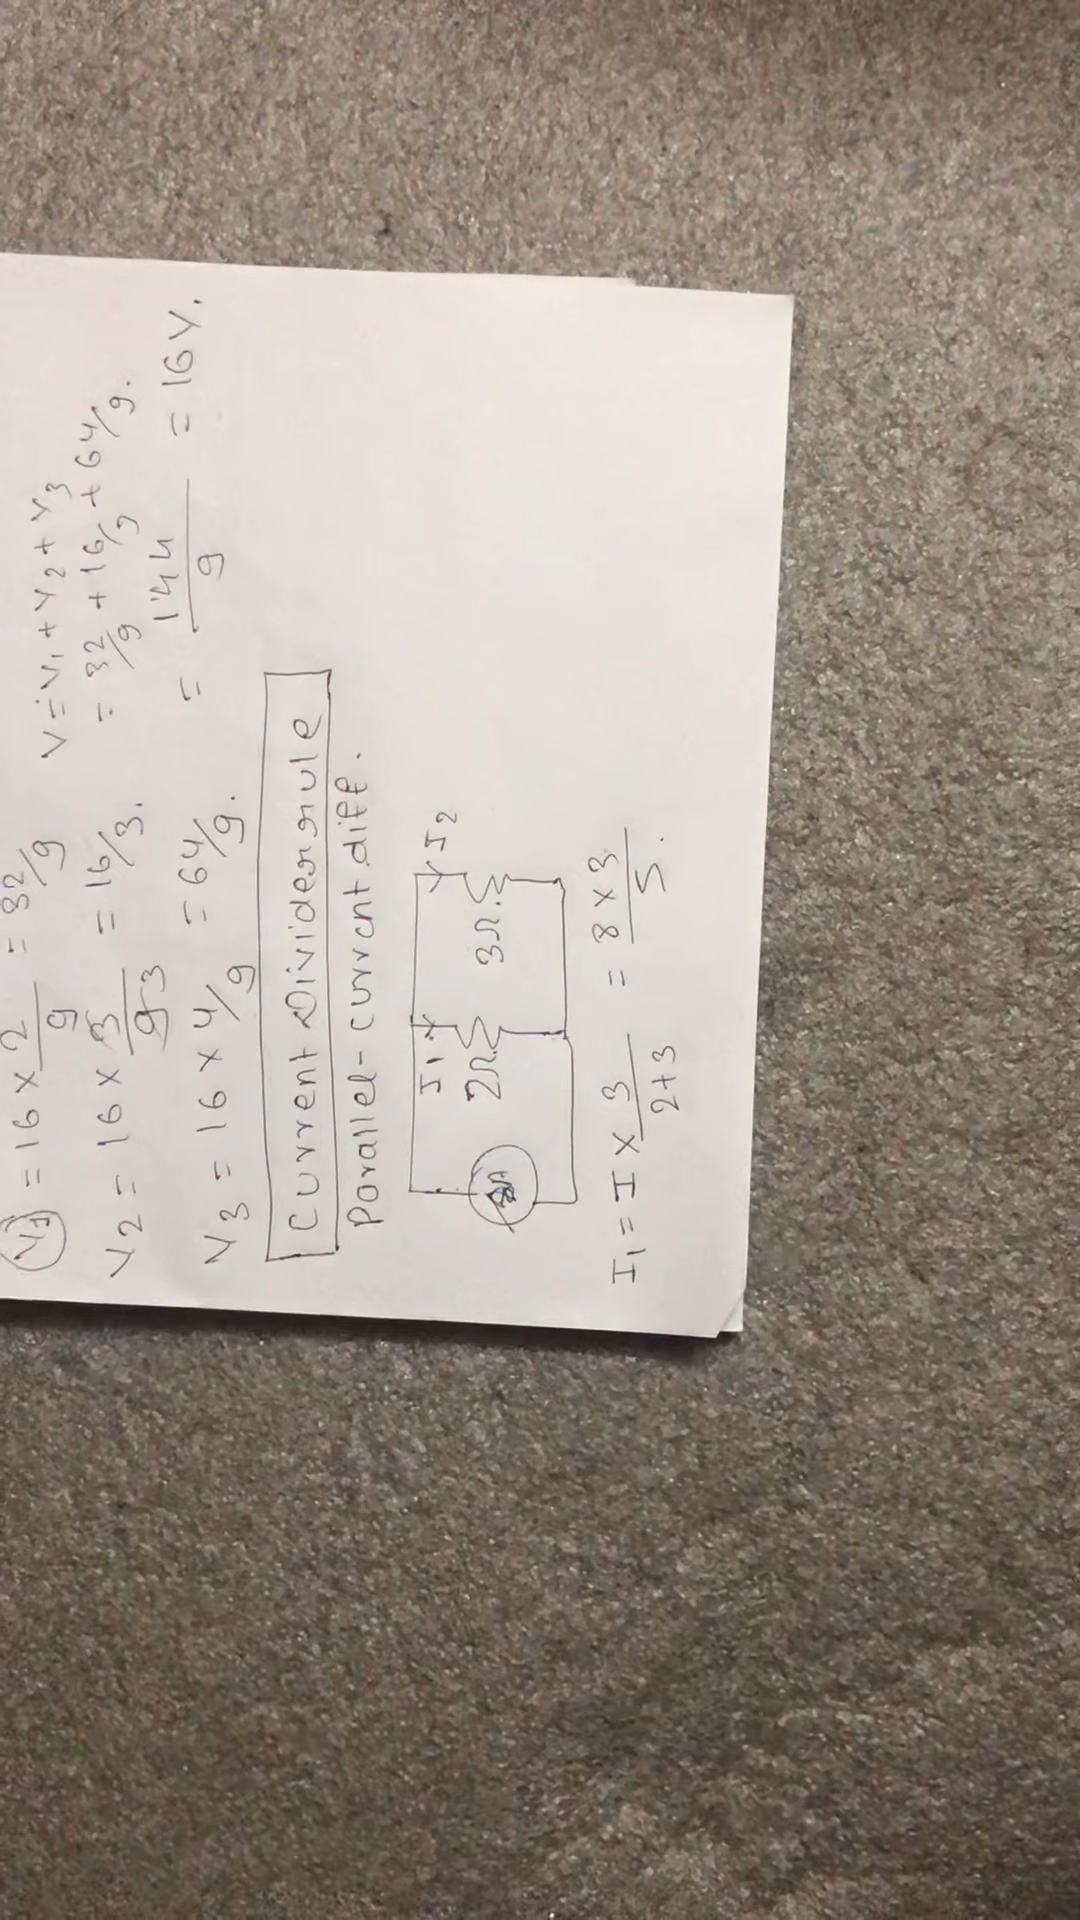 V1 = 16 × 2/9 = 32/9
V2 = 16 × 3/9 3 = 16/3.
V3 = 16 × 4/9 = 64/9.
V = V1 + V2 + V3
= 32/9 + 16/3 + 64/9.
= 144/9 = 16V.
Current Divider rule
Parallel - current diff.
I1
I2
2Ω
3Ω
I1 = I × 3/2+3 = 8 × 3/5.